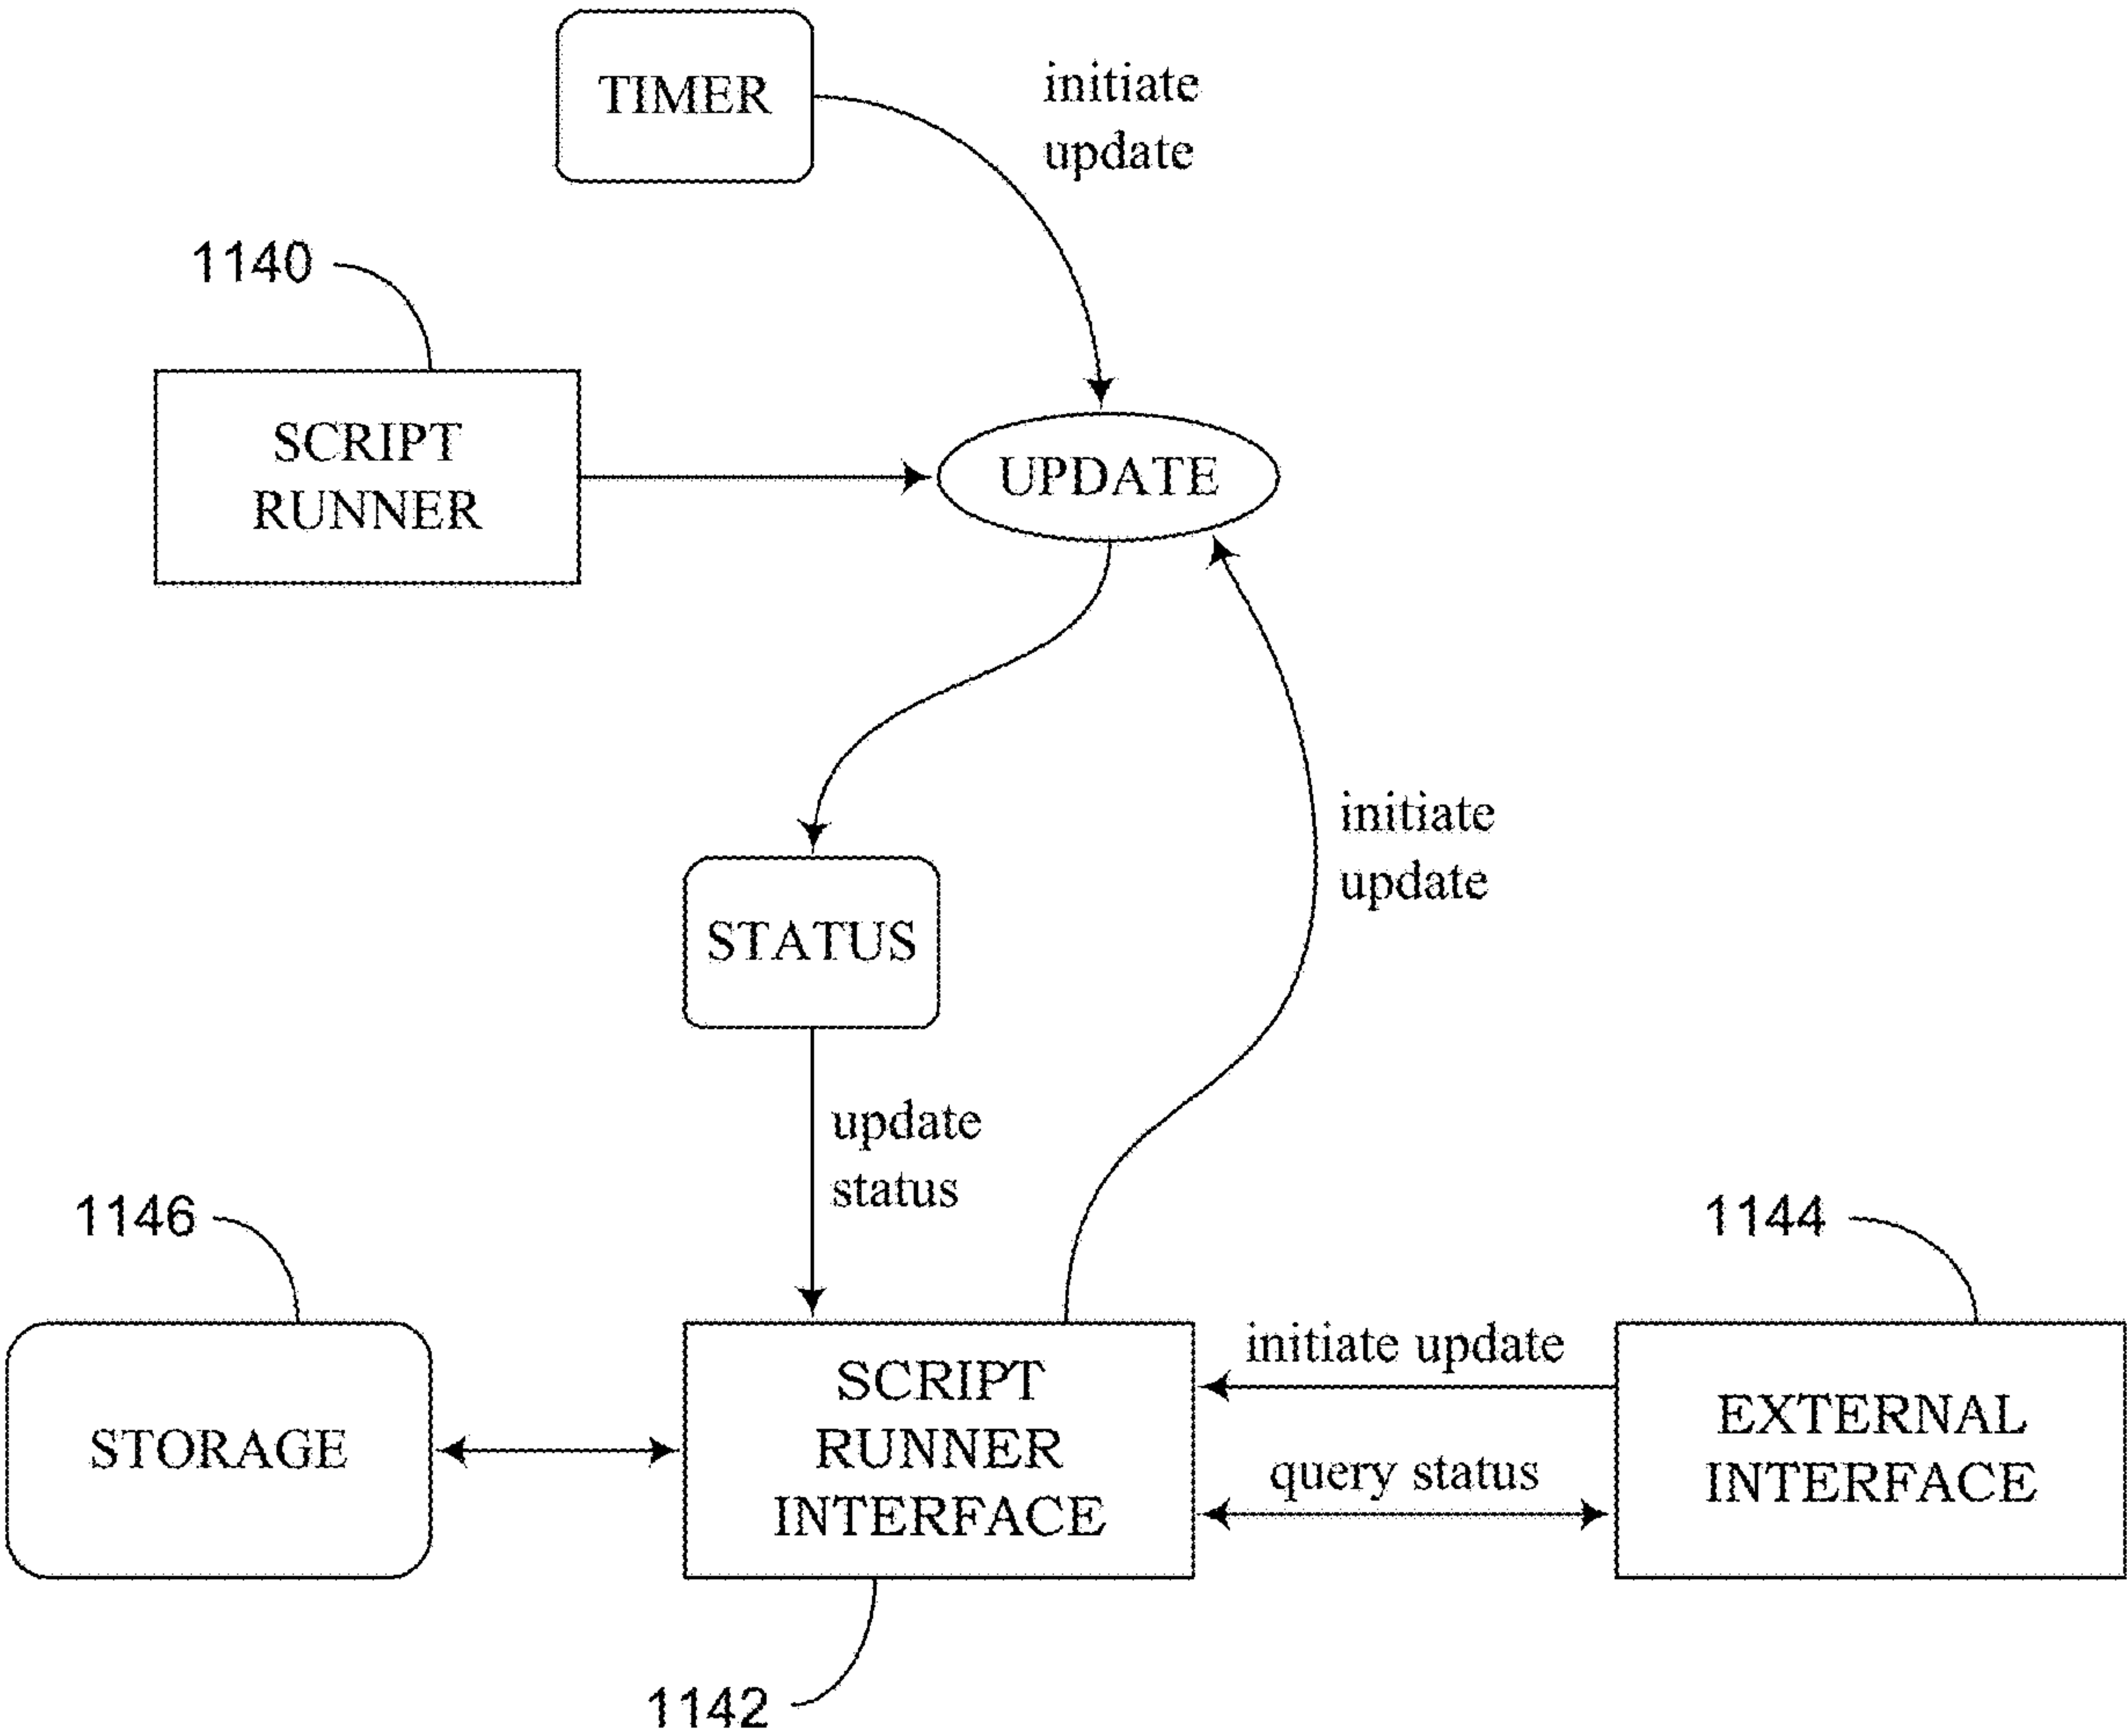 TIMER
initiate
update
1140
SCRIPT
RUNNER
UPDATE
initiate
update
STATUS
update
status
1146
1144
STORAGE
SCRIPT
RUNNER
INTERFACE
initiate update
query status
EXTERNAL
INTERFACE
1142